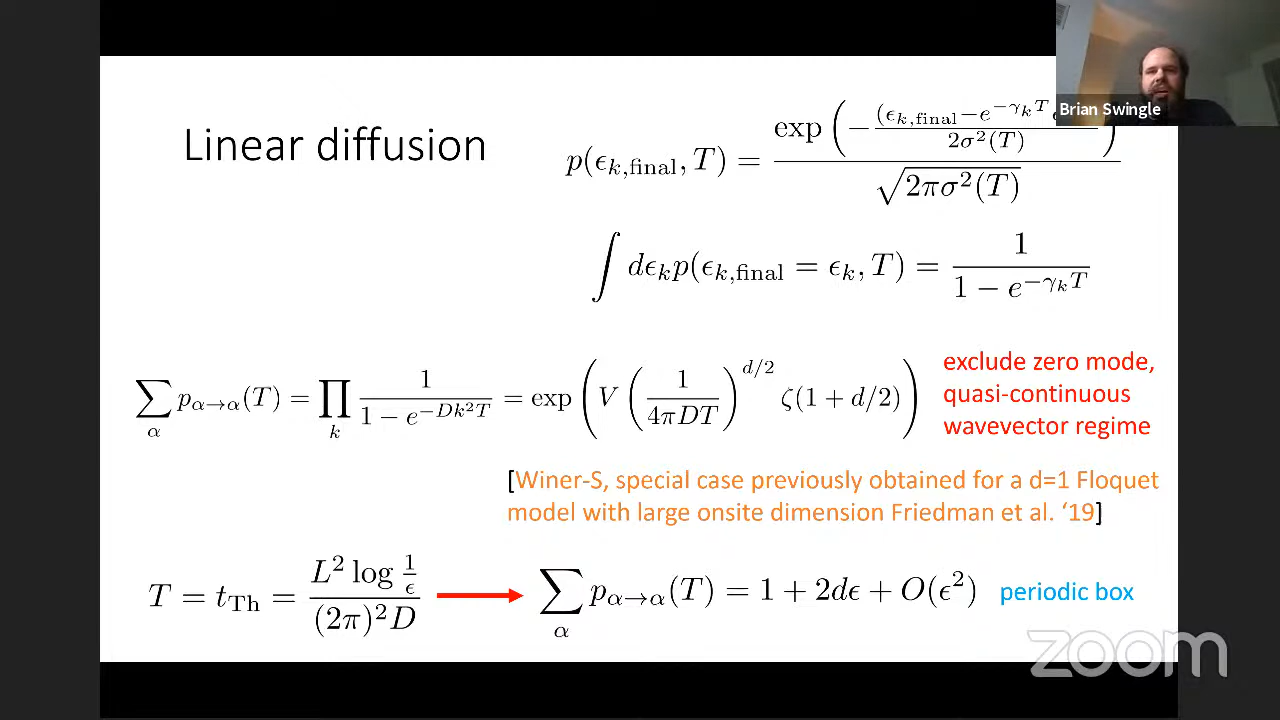 Brian Swingle
Linear diffusion
p(ϵ_{k,final}, T) = exp(−(ϵ_{k,final}−e^{−γ_k T} / 2σ²(T)) / √(2πσ²(T))
∫ dϵ_k p(ϵ_{k,final} = ϵ_k, T) = 1 / (1 − e^{−γ_k T})
∑_α p_{α→α}(T) = ∏_k 1 / (1 − e^{−Dk²T}) = exp(V (1 / 4πDT)^{d/2} ζ(1 + d/2))
exclude zero mode,
quasi-continuous
wavevector regime
[Winer-S, special case previously obtained for a d=1 Floquet
model with large onsite dimension Friedman et al. ‘19]
T = t_{Th} = L² log 1/ϵ / (2π)²D
∑_α p_{α→α}(T) = 1 + 2dϵ + O(ϵ²)
periodic box
zoom